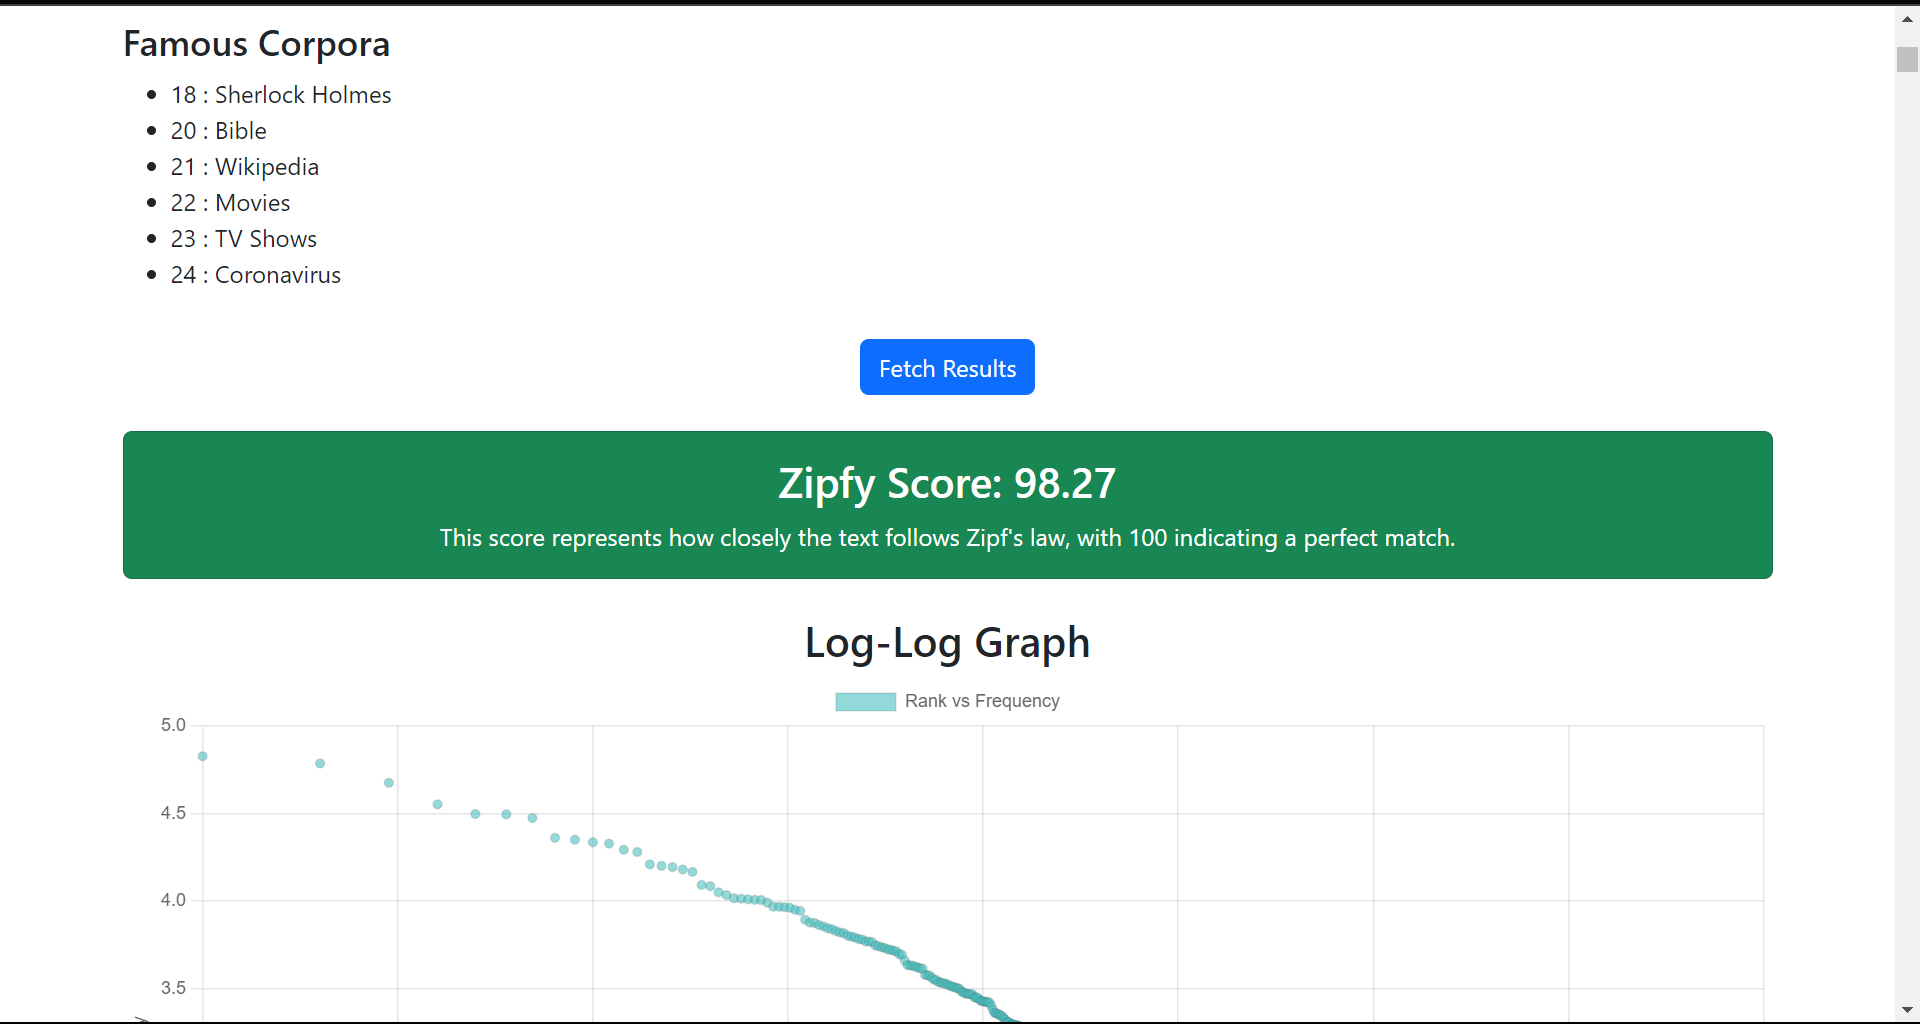 Famous Corpora
18 : Sherlock Holmes
20 : Bible
21 : Wikipedia
22 : Movies
23 : TV Shows
24 : Coronavirus
Fetch Results
Zipfy Score: 98.27
This score represents how closely the text follows Zipf's law, with 100 indicating a perfect match.
Log-Log Graph
Rank vs Frequency
5.0
4.5
4.0
3.5